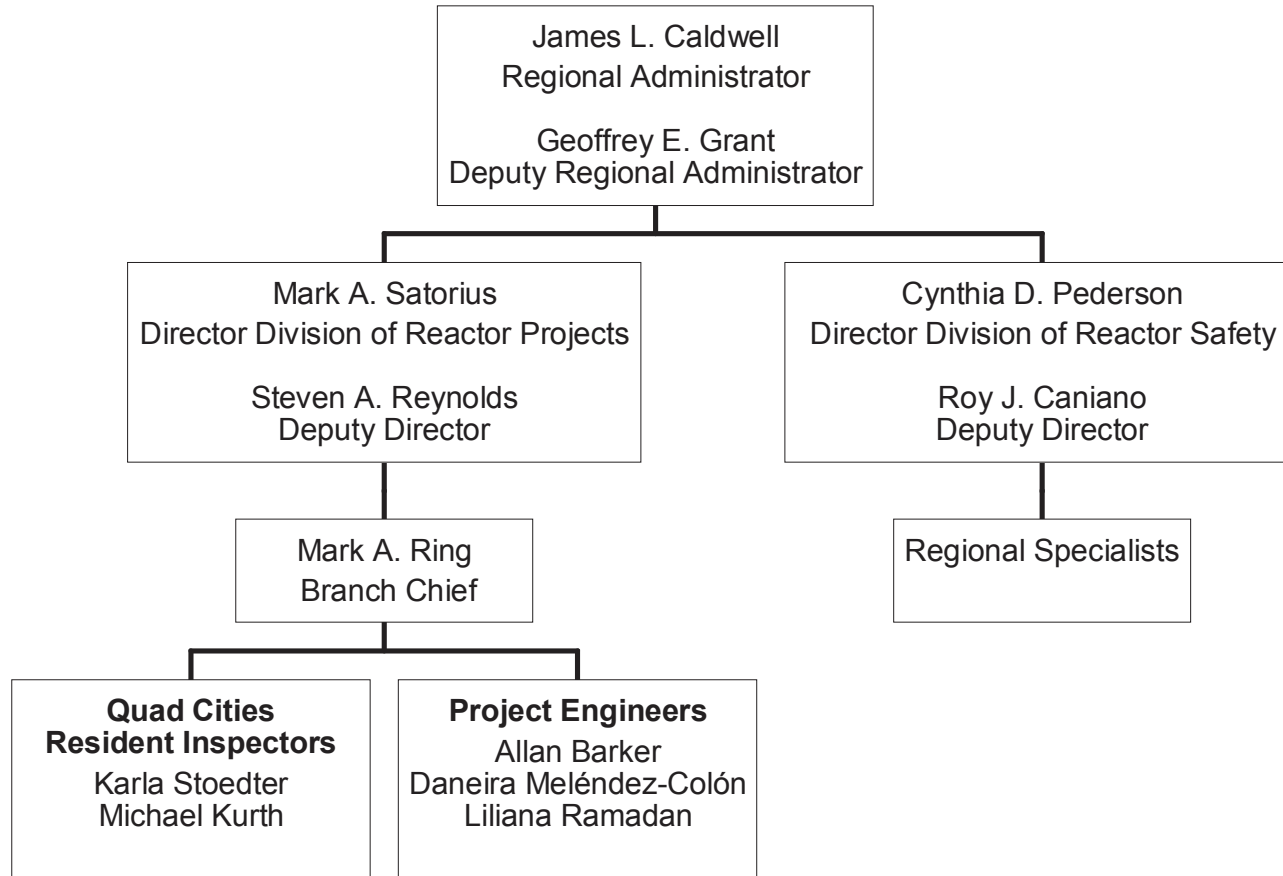 James L. Caldwell
Regional Administrator
Geoffrey E. Grant
Deputy Regional Administrator
Mark A. Satorius
Director Division of Reactor Projects
Steven A. Reynolds
Deputy Director
Cynthia D. Pederson
Director Division of Reactor Safety
Roy J. Caniano
Deputy Director
Mark A. Ring
Branch Chief
Regional Specialists
Quad Cities
Resident Inspectors
Karla Stoedter
Michael Kurth
Project Engineers
Allan Barker
Daneira Meléndez-Colón
Liliana Ramadan